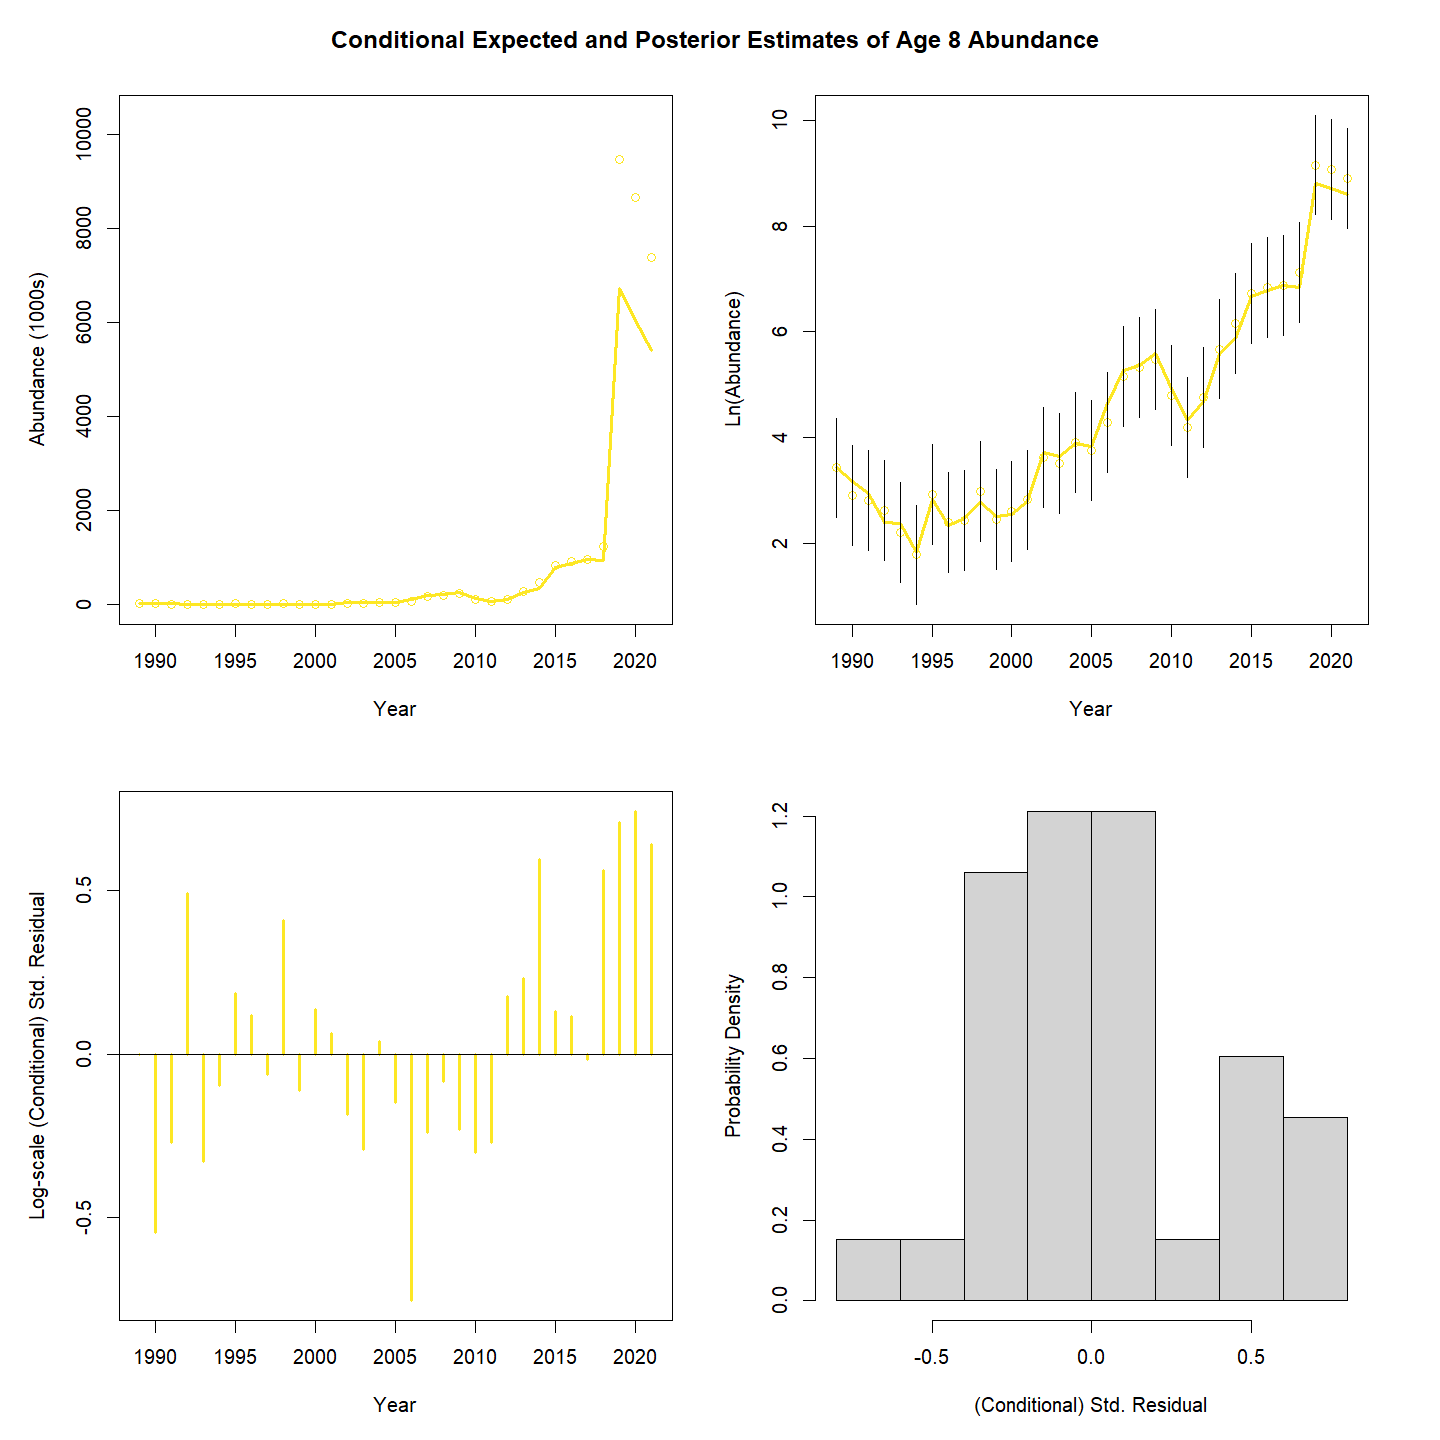 Conditional Expected and Posterior Estimates of Age 8 Abundance
Abundance (1000s)
0 2000 4000 6000 8000 10000
1990 1995 2000 2005 2010 2015 2020
Year
Ln(Abundance)
2 4 6 8 10
1990 1995 2000 2005 2010 2015 2020
Year
Log-scale (Conditional) Std. Residual
-0.5 0.0 0.5
1990 1995 2000 2005 2010 2015 2020
Year
Probability Density
0.0 0.2 0.4 0.6 0.8 1.0 1.2
-0.5 0.0 0.5
(Conditional) Std. Residual